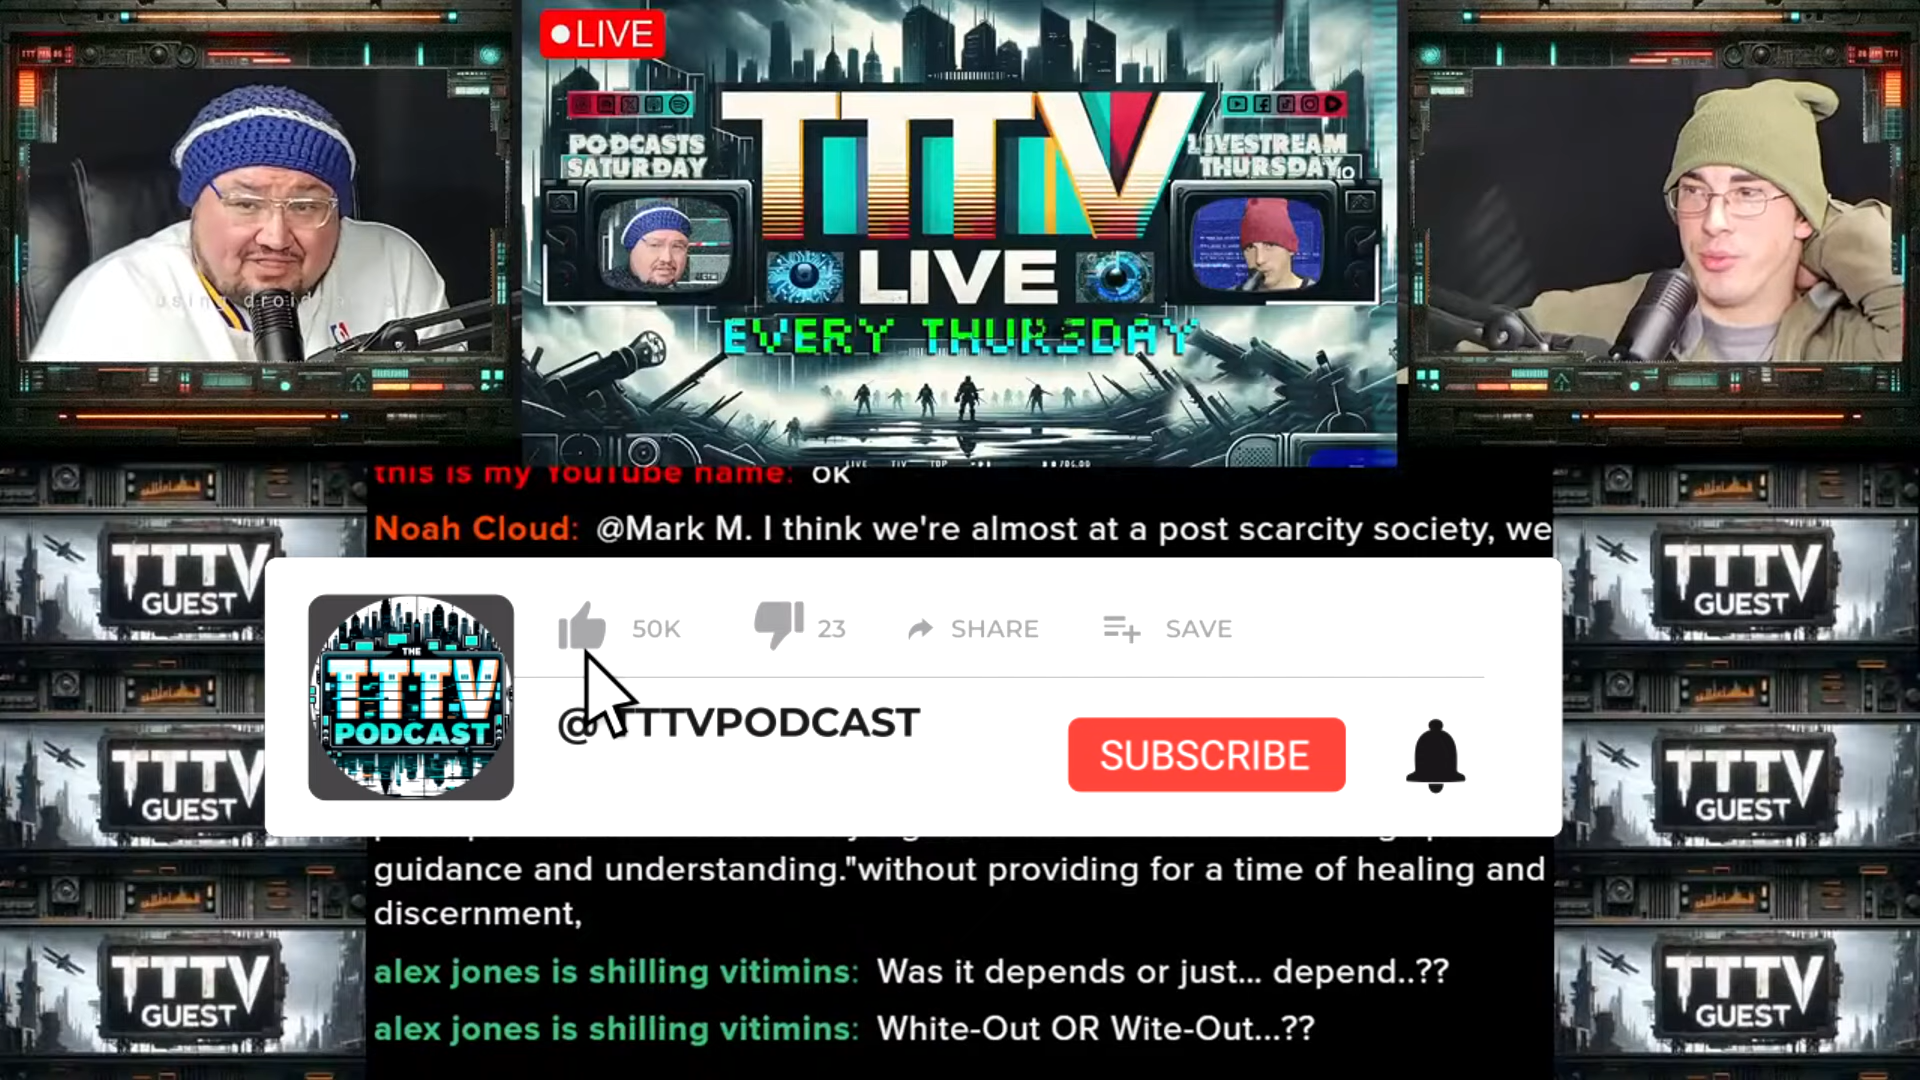 LIVE
PODCASTS
SATURDAY
TTTV
LIVESTREAM
THURSDAY
LIVE
EVERY THURSDAY
this is my YouTube name: ok
Noah Cloud: @Mark M. I think we're almost at a post scarcity society, we
50K
23
SHARE
SAVE
THE
TTTV
PODCAST
@TTTVPODCAST
SUBSCRIBE
guidance and understanding."without providing for a time of healing and
discernment,
alex jones is shilling vitimins: Was it depends or just... depend..??
alex jones is shilling vitimins: White-Out OR Wite-Out...??
TTTV
GUEST
TTTV
GUEST
TTTV
GUEST
TTTV
GUEST
TTTV
GUEST
TTTV
GUEST